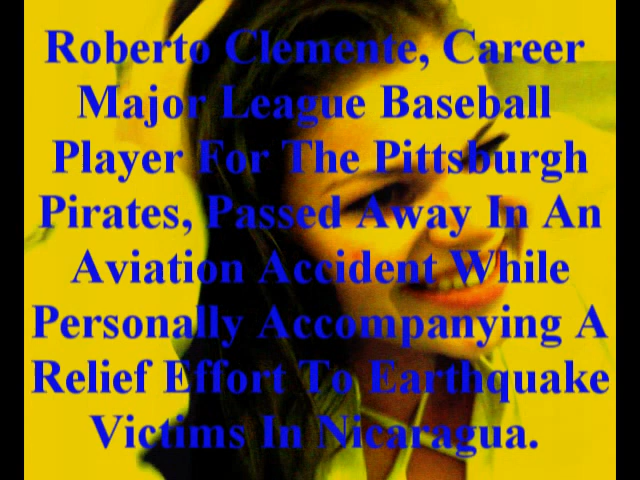 Roberto Clemente, Career
Major League Baseball
Player For The Pittsburgh
Pirates, Passed Away In An
Aviation Accident While
Personally Accompanying A
Relief Effort To Earthquake
Victims In Nicaragua.